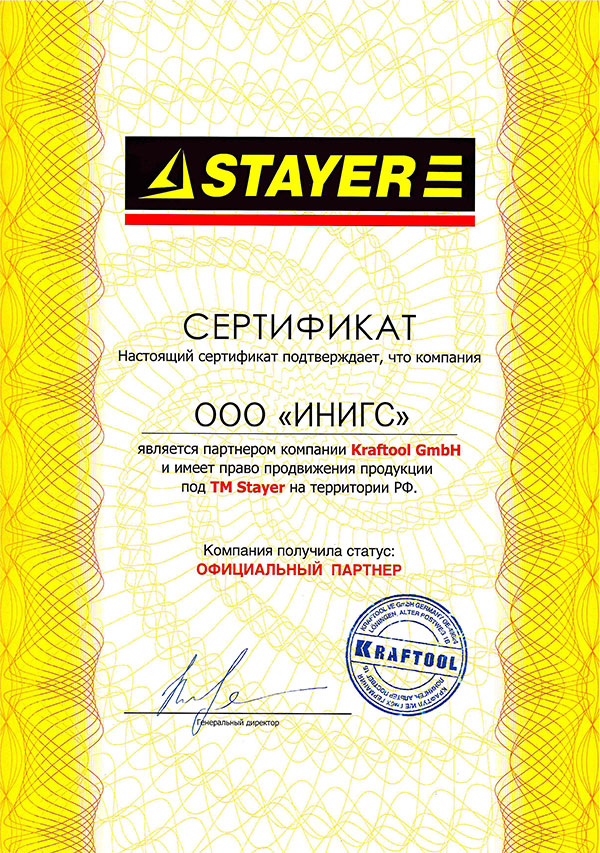 STAYER
СЕРТИФИКАТ
Настоящий сертификат подтверждает, что компания
ООО «ИНИГС»
является партнером компании Kraftool GmbH
и имеет право продвижения продукции
под TM Stayer на территории РФ.
Компания получила статус:
ОФИЦИАЛЬНЫЙ ПАРТНЕР
Генеральный директор
KRAFTOOL